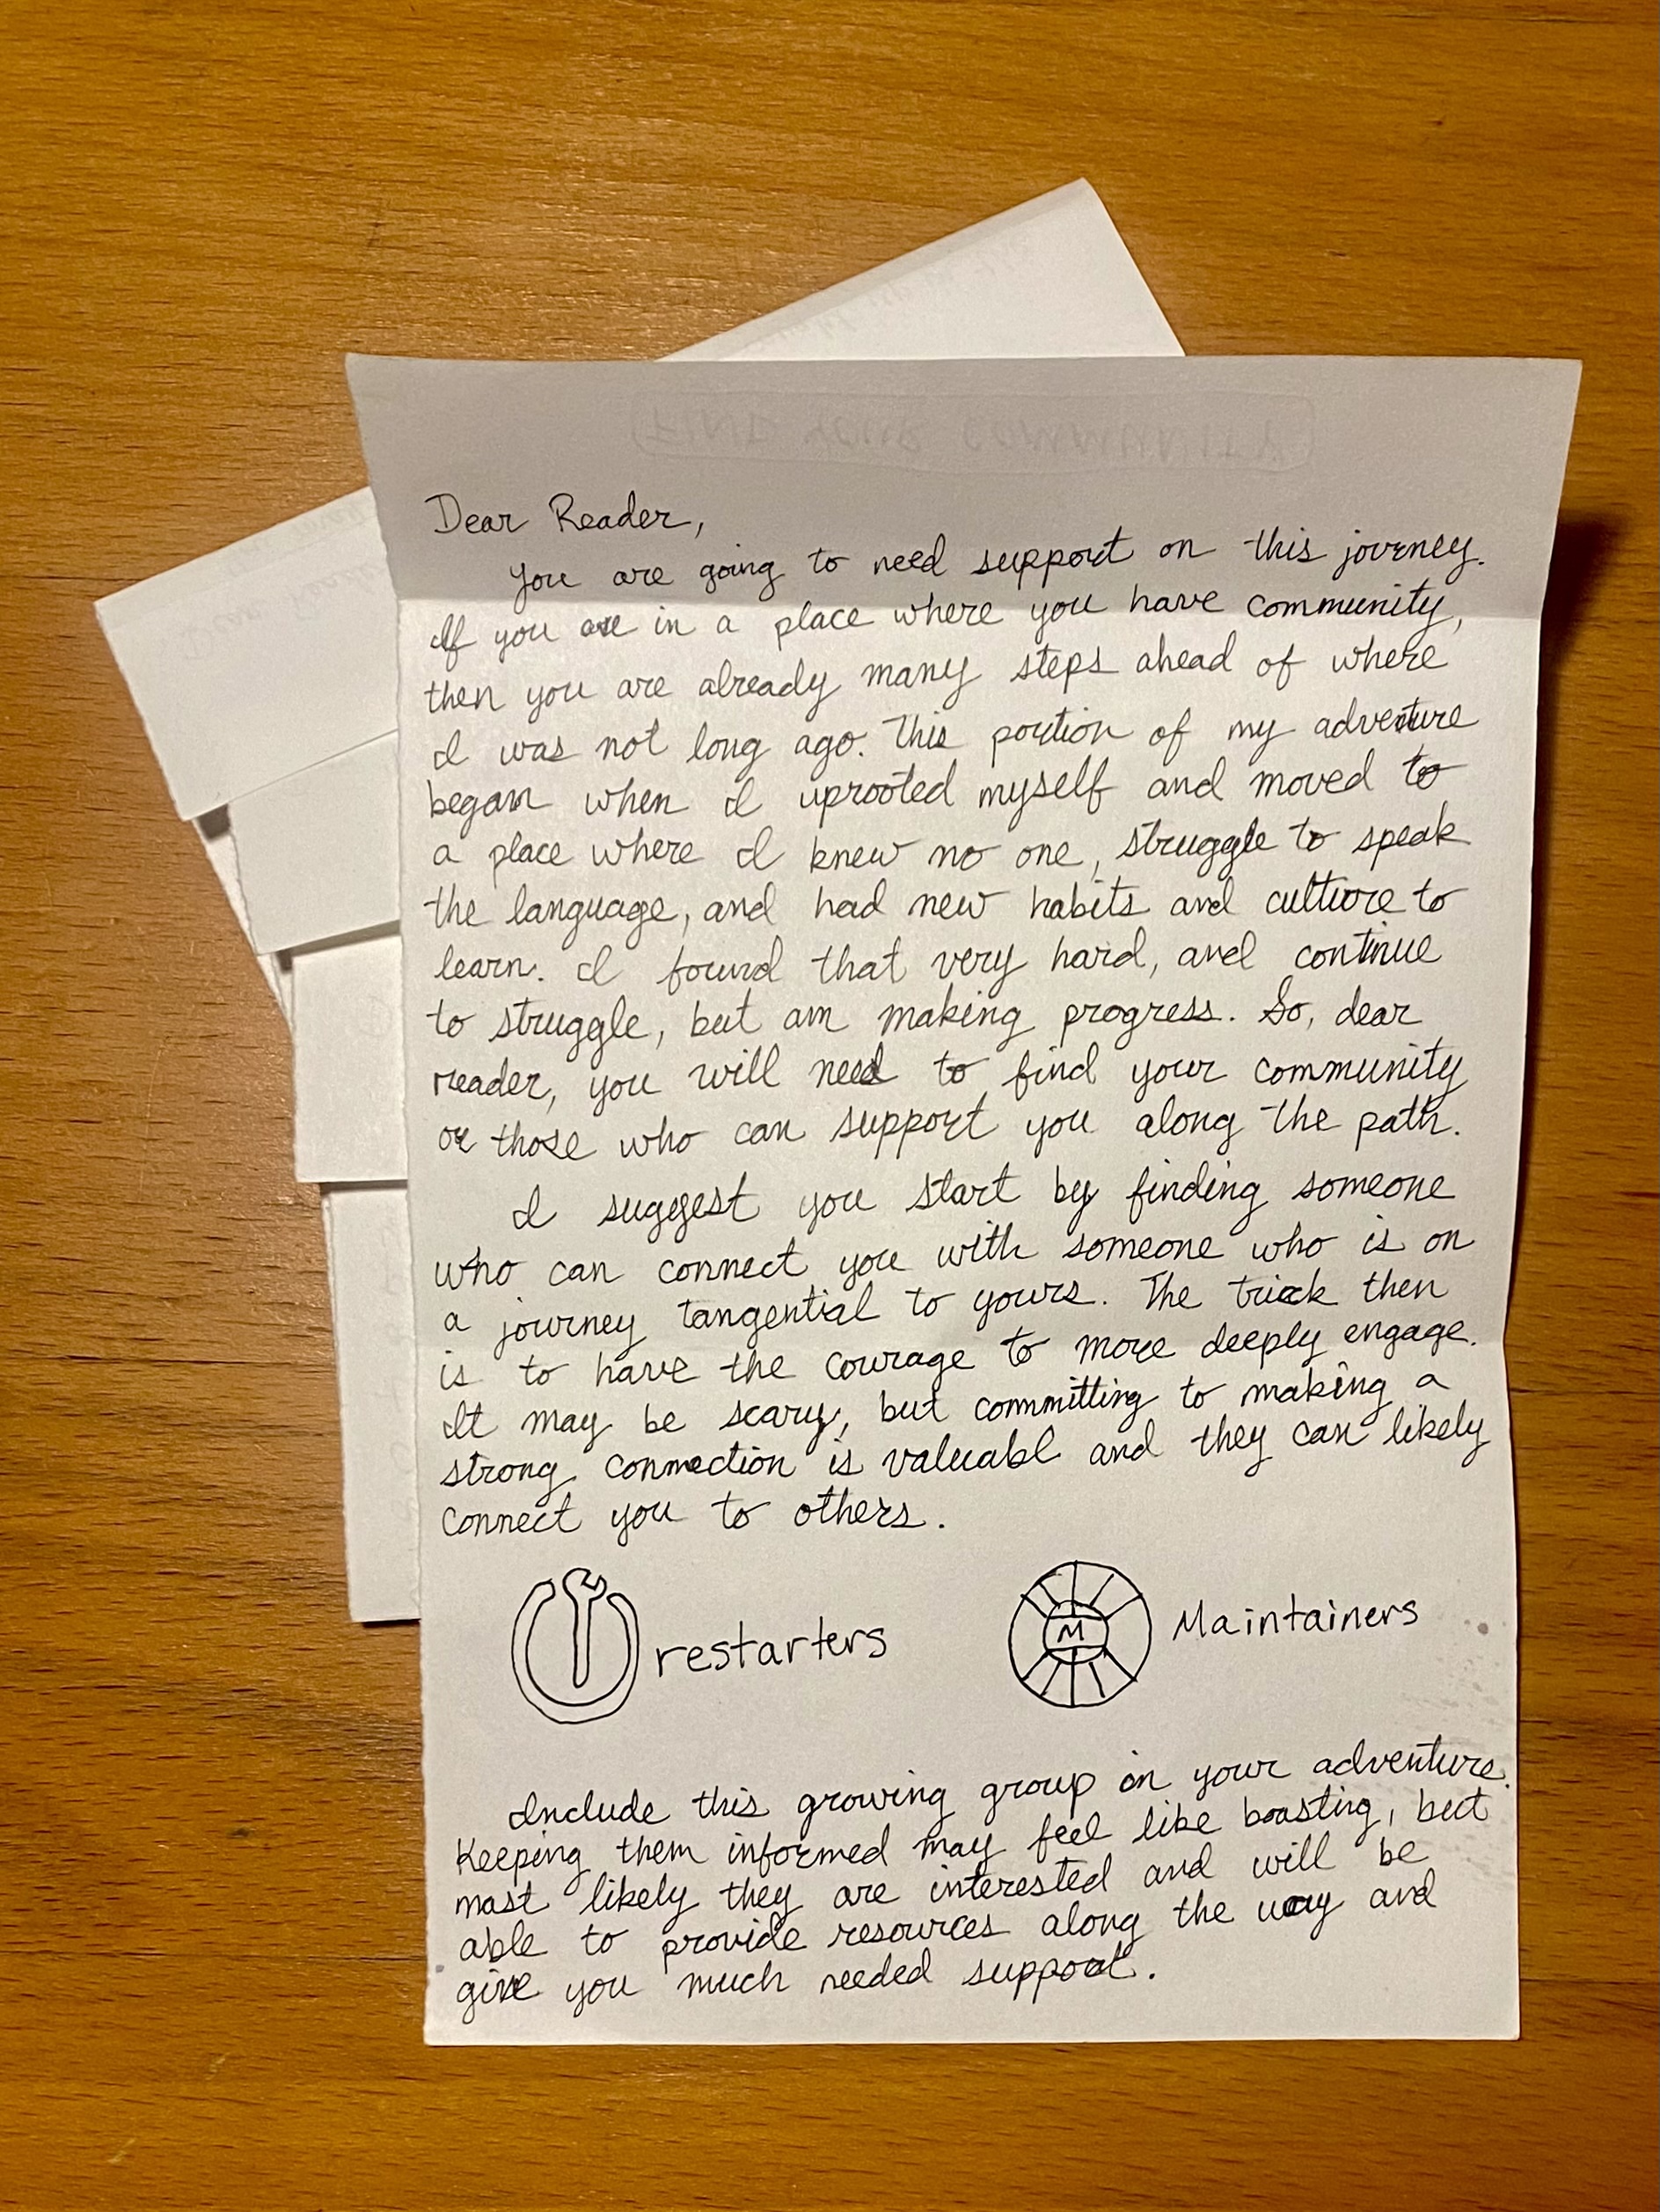 FIND YOUR COMMUNITY
Dear Reader,
You are going to need support on this journey.
If you are in a place where you have community,
then you are already many steps ahead of where
I was not long ago. This portion of my adventure
began when I uprooted myself and moved to
a place where I knew no one, struggle to speak
the language, and had new habits and culture to
learn. I found that very hard, and continue
to struggle, but am making progress. So, dear
reader, you will need to find your community
or those who can support you along the path.
I suggest you start by finding someone
who can connect you with someone who is on
a journey tangential to yours. The trick then
is to have the courage to more deeply engage.
It may be scary, but committing to making a
strong connection is valuabl and they can likely
connect you to others.
restarters
M Maintainers
Include this growing group on your adventure.
Keeping them informed may feel like boasting, but
most likely they are interested and will be
able to provide resources along the way and
give you much needed support.